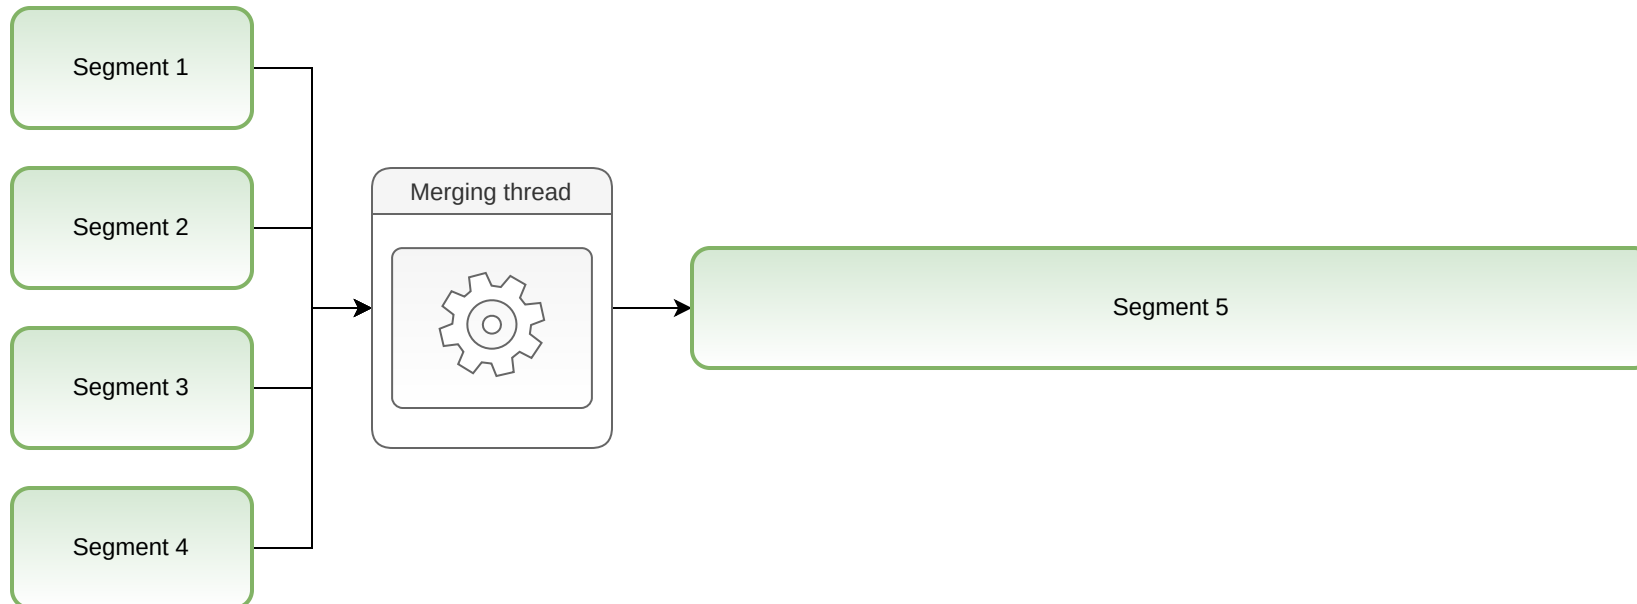 Segment 1
Segment 2
Segment 3
Segment 4
Merging thread
Segment 5